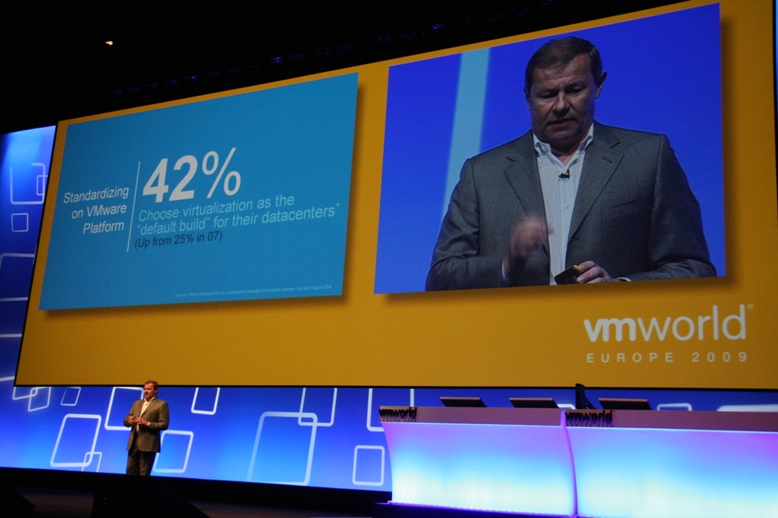 Standardizing
on VMware
Platform
42%
Choose virtualization as the
"default build" for their datacenters"
(Up from 25% in 07)
vmworld®
EUROPE 2009
vmworld
vmworld
vmworld